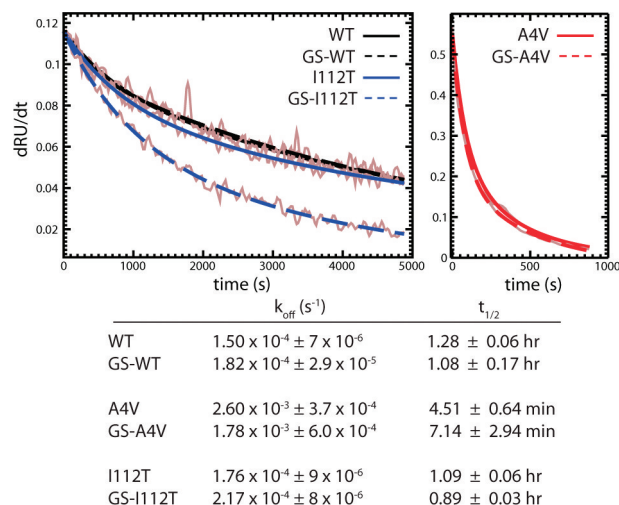 0.12
0.1
0.08
0.06
0.04
0.02
dRU/dt
WT
GS-WT
I112T
GS-I112T
0
1000
2000
3000
4000
5000
time (s)
0.5
0.4
0.3
0.2
0.1
0
A4V
GS-A4V
0
500
1000
time (s)
k_off (s⁻¹) t_1/2
WT 1.50 x 10⁻⁴ ± 7 x 10⁻⁶ 1.28 ± 0.06 hr
GS-WT 1.82 x 10⁻⁴ ± 2.9 x 10⁻⁵ 1.08 ± 0.17 hr
A4V 2.60 x 10⁻³ ± 3.7 x 10⁻⁴ 4.51 ± 0.64 min
GS-A4V 1.78 x 10⁻³ ± 6.0 x 10⁻⁴ 7.14 ± 2.94 min
I112T 1.76 x 10⁻⁴ ± 9 x 10⁻⁶ 1.09 ± 0.06 hr
GS-I112T 2.17 x 10⁻⁴ ± 8 x 10⁻⁶ 0.89 ± 0.03 hr